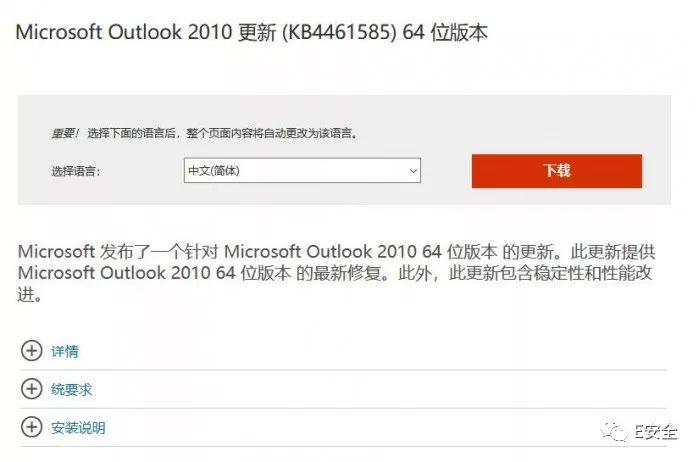 Microsoft Outlook 2010 更新 (KB4461585) 64 位版本
重要！选择下面的语言后，整个页面内容将自动更改为该语言。
选择语言：
中文(简体)
下载
Microsoft 发布了一个针对 Microsoft Outlook 2010 64 位版本 的更新。此更新提供
Microsoft Outlook 2010 64 位版本 的最新修复。此外，此更新包含稳定性和性能改
进。
详情
统要求
安装说明
E安全